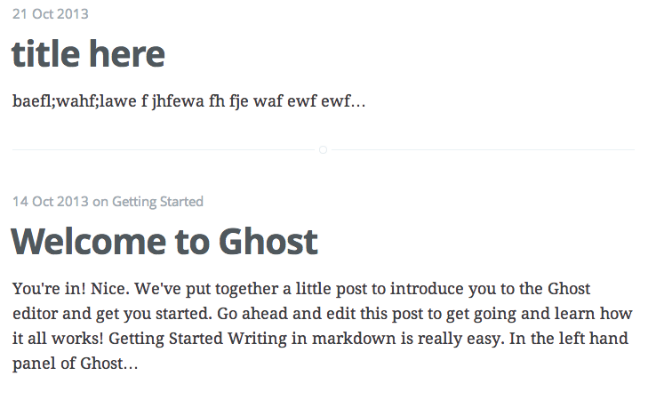 21 Oct 2013
title here
baefl;wahf;lawe f jhfewa fh fje waf ewf ewf…
14 Oct 2013 on Getting Started
Welcome to Ghost
You're in! Nice. We've put together a little post to introduce you to the Ghost
editor and get you started. Go ahead and edit this post to get going and learn how
it all works! Getting Started Writing in markdown is really easy. In the left hand
panel of Ghost…